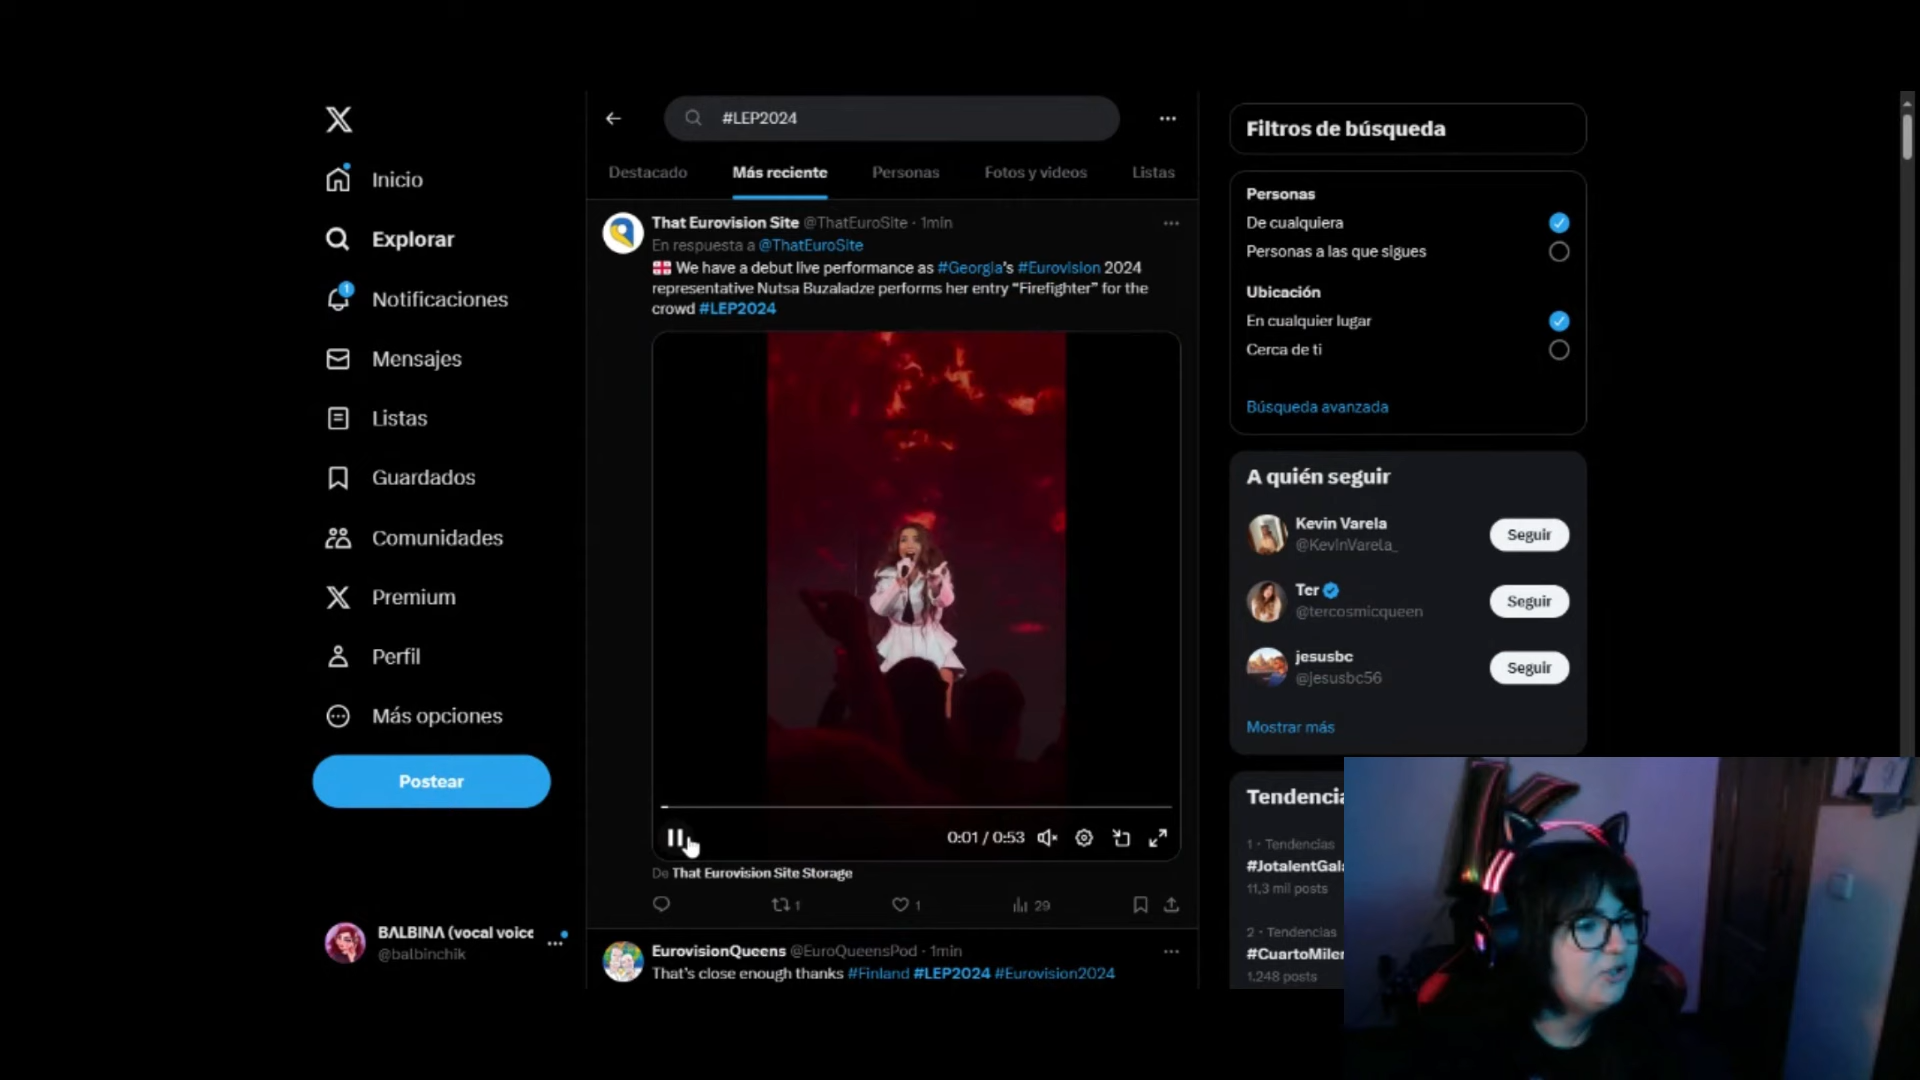 Inicio
Explorar
1
Notificaciones
Mensajes
Listas
Guardados
Comunidades
Premium
Perfil
Más opciones
Postear
BALBINA (vocal voice
@balbinchik
#LEP2024
Destacado
Más reciente
Personas
Fotos y videos
Listas
That Eurovision Site @ThatEuroSite · 1min
En respuesta a @ThatEuroSite
We have a debut live performance as #Georgia's #Eurovision 2024
representative Nutsa Buzaladze performs her entry “Firefighter” for the
crowd #LEP2024
0:01 / 0:53
De That Eurovision Site Storage
1
1
29
EurovisionQueens @EuroQueensPod · 1min
That's close enough thanks #Finland #LEP2024 #Eurovision2024
Filtros de búsqueda
Personas
De cualquiera
Personas a las que sigues
Ubicación
En cualquier lugar
Cerca de ti
Búsqueda avanzada
A quién seguir
Kevin Varela
@KevinVarela_
Seguir
Ter
@tercosmicqueen
Seguir
jesusbc
@jesusbc56
Seguir
Mostrar más
Tendencia
1 · Tendencias
#JotalentGala
11,3 mil posts
2 · Tendencias
#CuartoMiler
1.248 posts